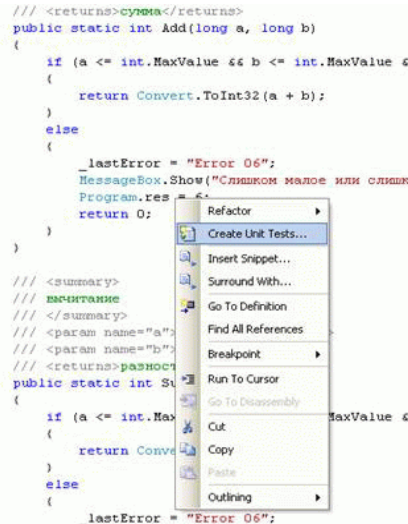 /// <returns>сумма</returns>
public static int Add(long a, long b)
{
if (a <= int.MaxValue && b <= int.MaxValue &
{
return Convert.ToInt32(a + b);
}
else
{
_lastError = "Error 06";
MessageBox.Show("Слишком малое или слишк
Program.res = 6;
return 0;
}
}
Refactor
Create Unit Tests...
Insert Snippet...
Surround With...
Go To Definition
Find All References
Breakpoint
Run To Cursor
Go To Disassembly
Cut
Copy
Paste
Outlining
/// <summary>
/// вычитание
/// </summary>
/// <param name="a">
/// <param name="b">
/// <returns>разност
public static int Su
{
if (a <= int.Max
MaxValue &
{
return Conve
}
else
{
_lastError = "Error 06";